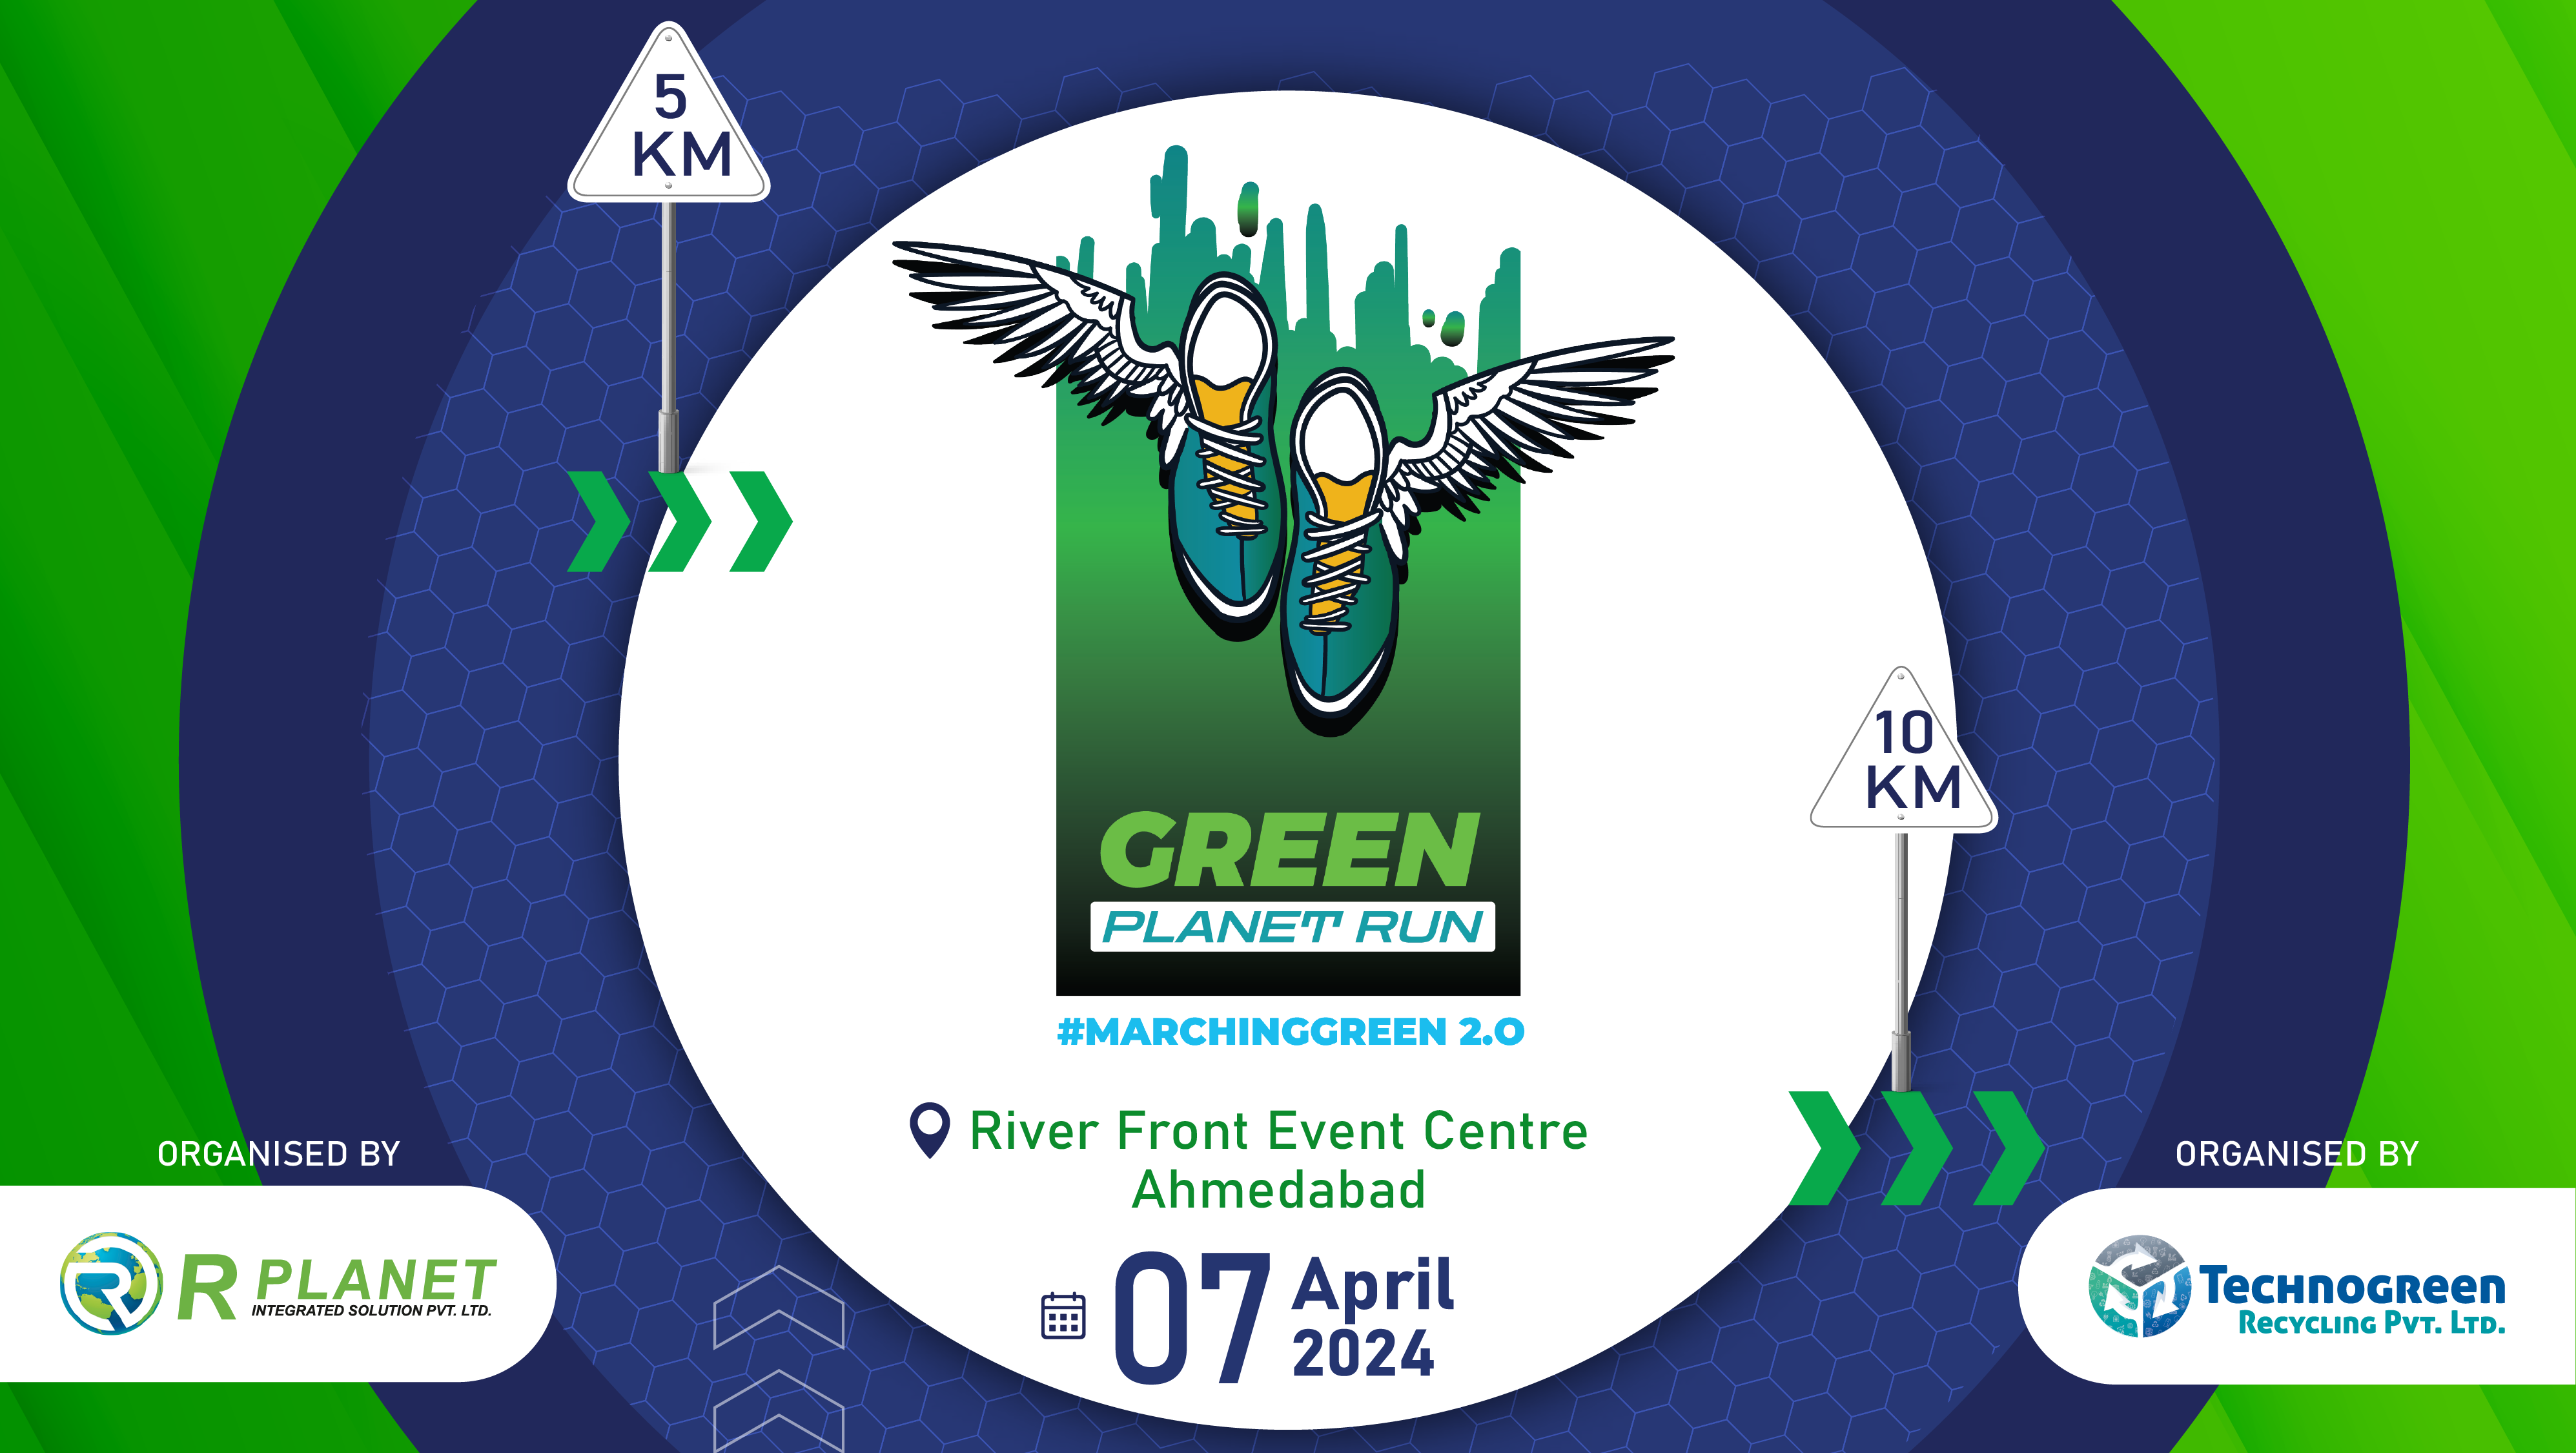 5
KM
GREEN
PLANET RUN
#MARCHINGGREEN 2.0
10
KM
River Front Event Centre
Ahmedabad
07
April
2024
ORGANISED BY
R PLANET
INTEGRATED SOLUTION PVT. LTD.
ORGANISED BY
TECHNOGREEN
RECYCLING PVT. LTD.